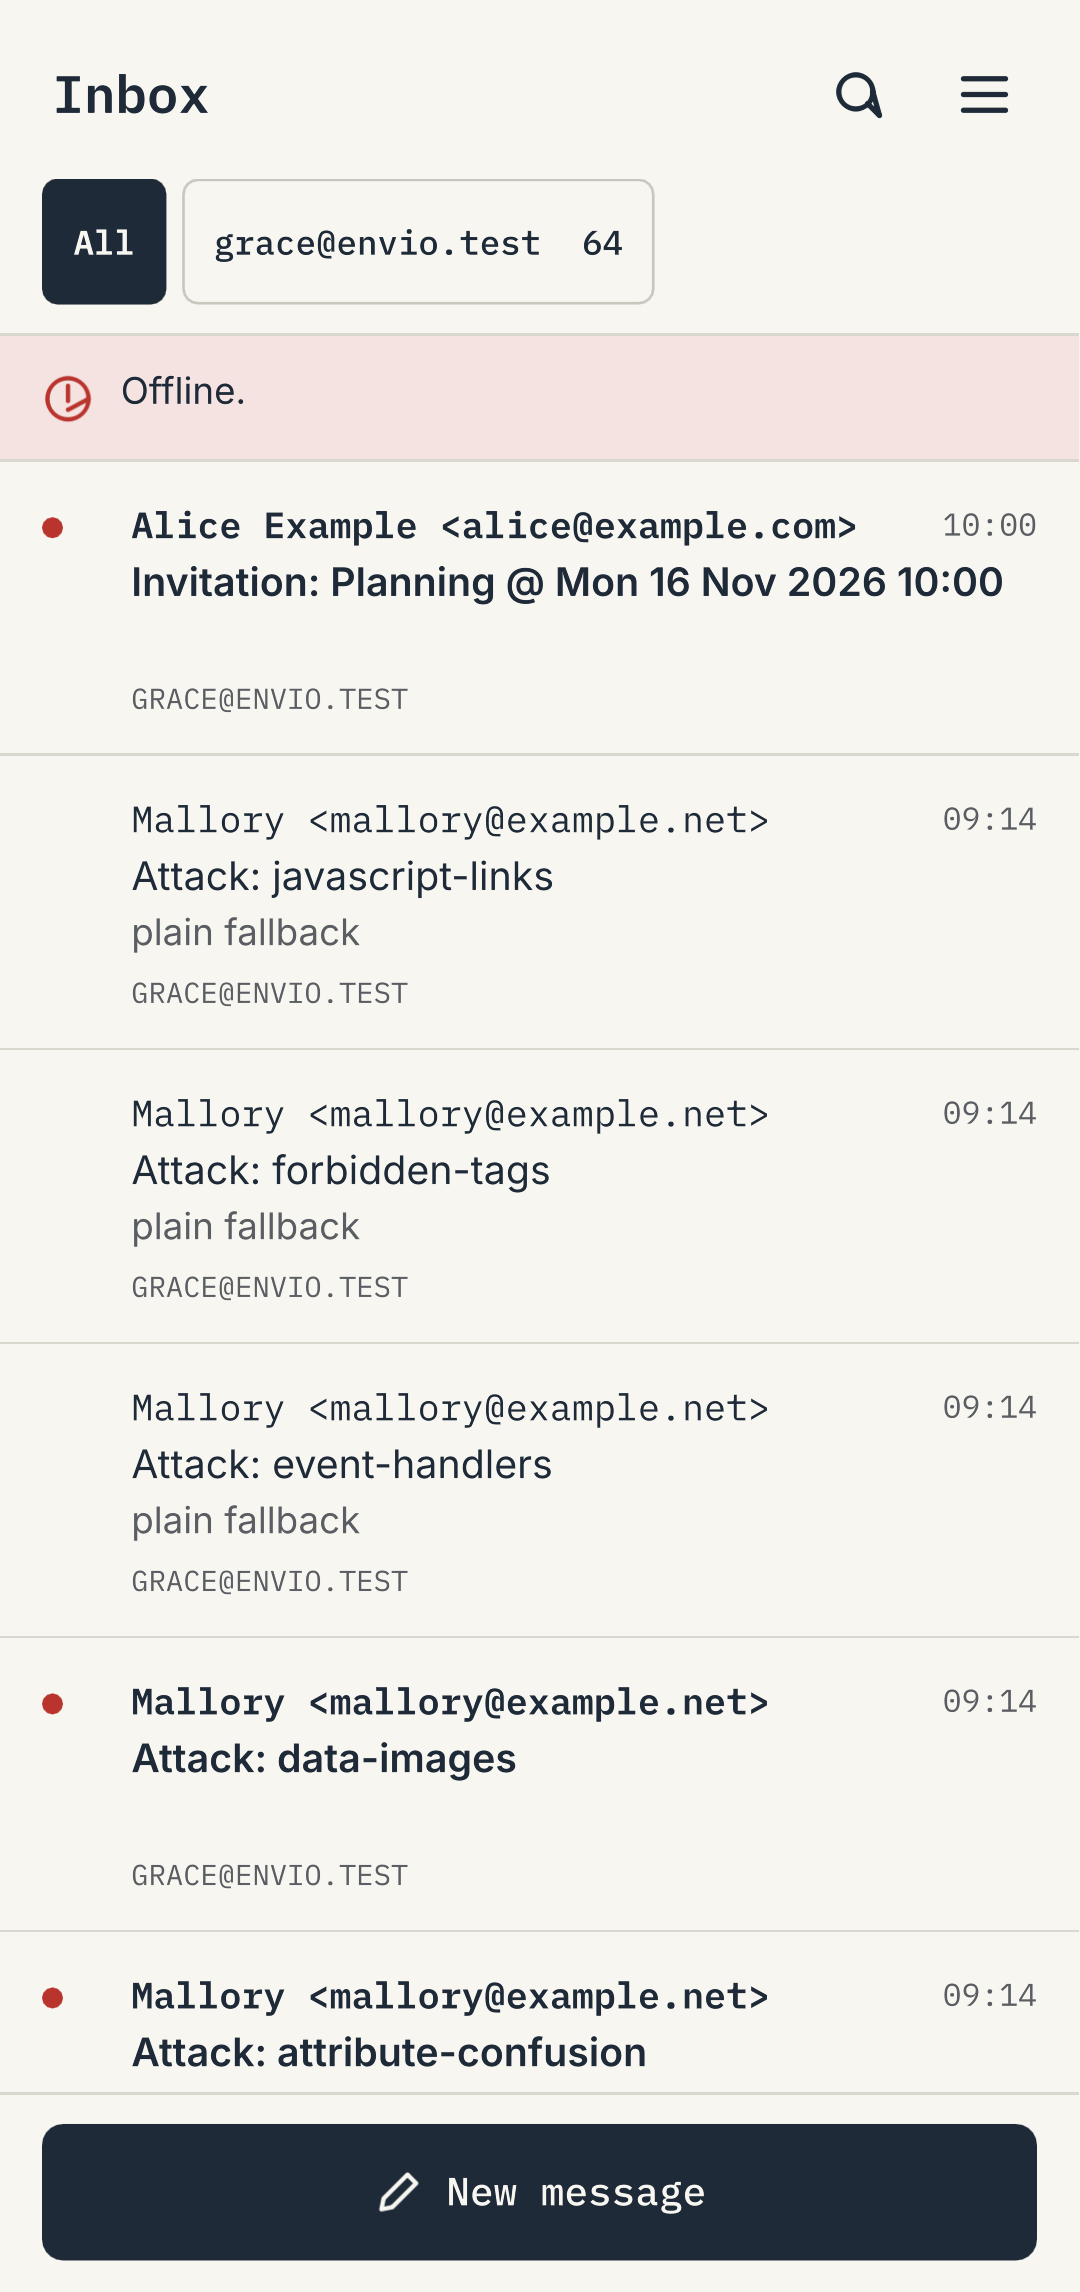 Inbox
All
grace@envio.test 64
Offline.
Alice Example <alice@example.com> 10:00
Invitation: Planning @ Mon 16 Nov 2026 10:00
GRACE@ENVIO.TEST
Mallory <mallory@example.net> 09:14
Attack: javascript-links
plain fallback
GRACE@ENVIO.TEST
Mallory <mallory@example.net> 09:14
Attack: forbidden-tags
plain fallback
GRACE@ENVIO.TEST
Mallory <mallory@example.net> 09:14
Attack: event-handlers
plain fallback
GRACE@ENVIO.TEST
Mallory <mallory@example.net> 09:14
Attack: data-images
GRACE@ENVIO.TEST
Mallory <mallory@example.net> 09:14
Attack: attribute-confusion
New message